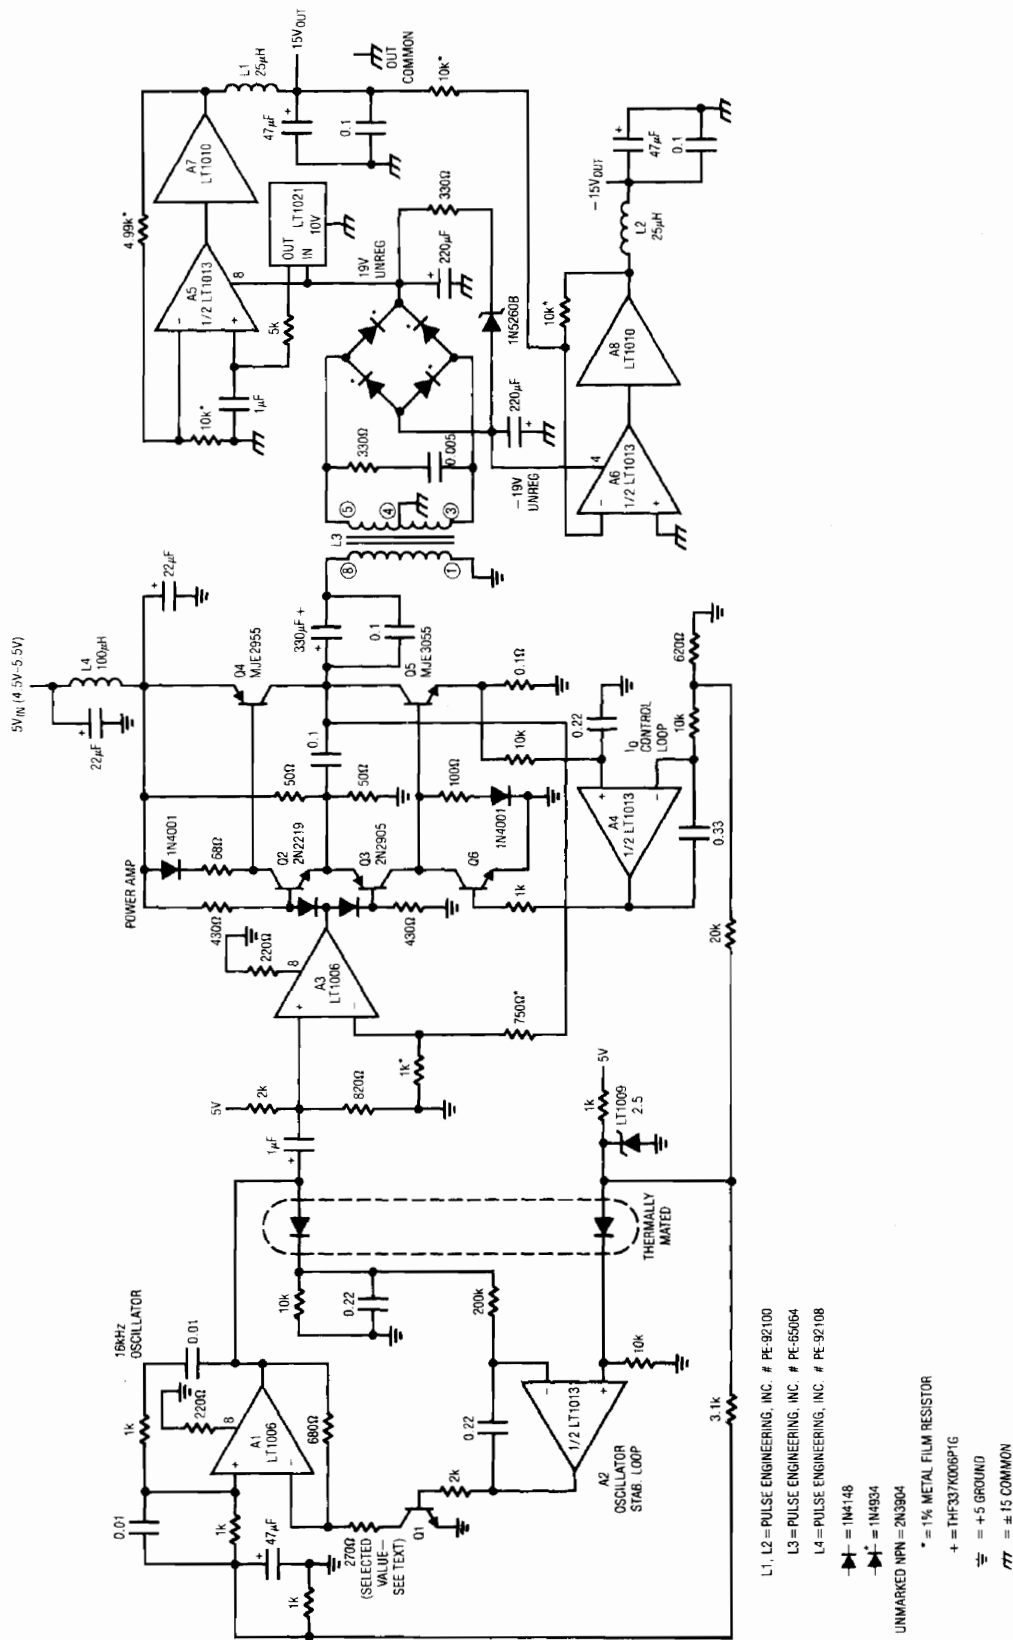 16kHz
OSCILLATOR
0.01
1k
0.01
220Ω
8
A1
LT1006
+
−
1k
47µF
+
1k
680Ω
270Ω
(SELECTED
VALUE—
SEE TEXT)
Q1
2k
0.22
A2
OSCILLATOR
STAB. LOOP
1/2 LT1013
−
+
200k
10k
0.22
10k
THERMALLY
MATED
3.1k
1µF
+
5V
2k
820Ω
1k*
750Ω*
1k
5V
LT1009
2.5
20k
POWER AMP
A3
LT1006
+
−
8
220Ω
430Ω
430Ω
1N4001
68Ω
Q2
2N2219
Q3
2N2905
Q6
1k
50Ω
50Ω
100Ω
1N4001
0.1
5VIN (4.5V-5.5V)
L4
100µH
22µF
+
22µF
+
Q4
MJE2955
Q5
MJE3055
330µF +
+
0.1
0.1Ω
10k
0.22
IQ
CONTROL
LOOP
A4
1/2 LT1013
+
−
10k
620Ω
0.33
L3
8
1
5
4
3
330Ω
0.005
19V
UNREG
−19V
UNREG
220µF
+
220µF
+
330Ω
1N5260B
4.99k*
10k*
1µF
5k
A5
1/2 LT1013
−
+
8
A7
LT1010
LT1021
10V
OUT
IN
L1
25µH
15VOUT
47µF
+
0.1
OUT
COMMON
10k*
10k*
A6
1/2 LT1013
−
+
4
A8
LT1010
L2
25µH
−15VOUT
47µF
+
0.1
L1, L2 = PULSE ENGINEERING, INC. # PE-92100
L3 = PULSE ENGINEERING, INC. # PE-65064
L4 = PULSE ENGINEERING, INC. # PE-92108
= 1N4148
* = 1N4934
UNMARKED NPN = 2N3904
* = 1% METAL FILM RESISTOR
+ = THF337K006P1G
= +5 GROUND
= ±15 COMMON